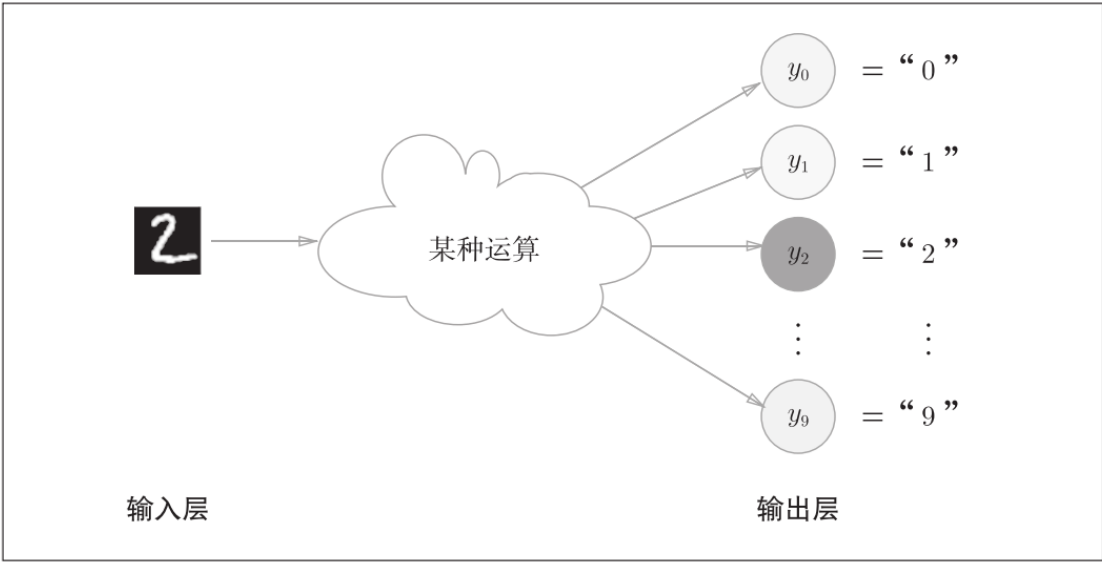 y₀ = “0”
y₁ = “1”
2 某种运算 y₂ = “2”
⋮ ⋮
y₉ = “9”
输入层 输出层